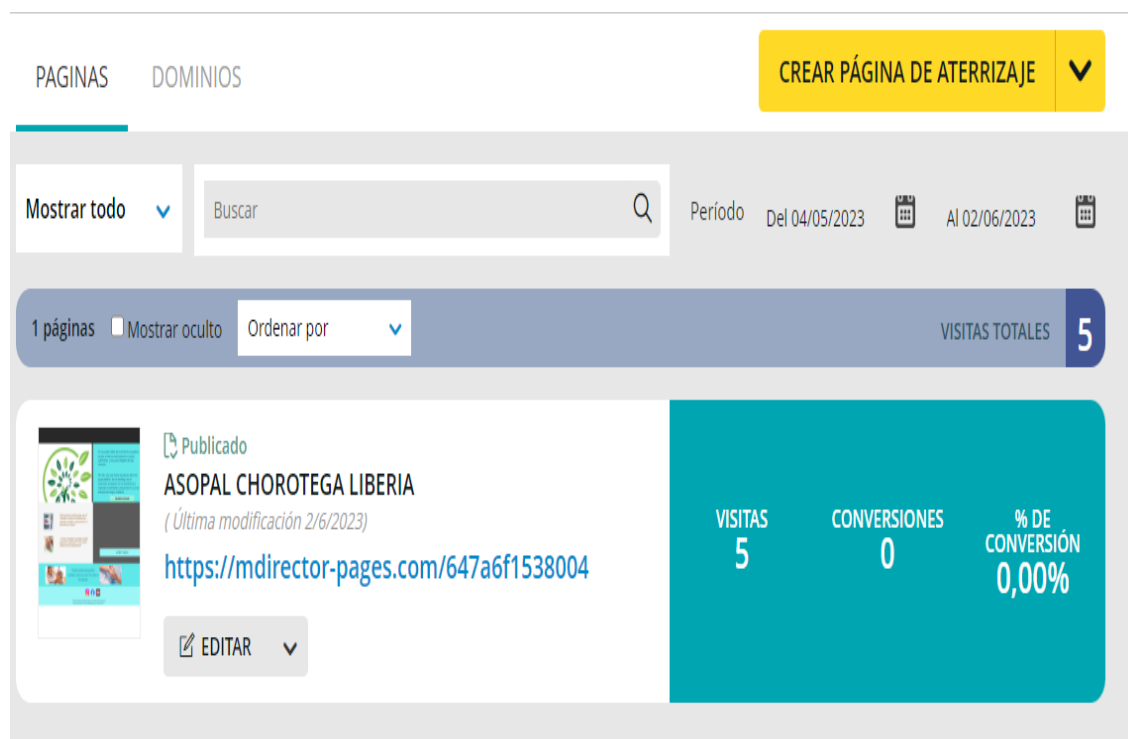 PAGINAS DOMINIOS CREAR PÁGINA DE ATERRIZAJE
Mostrar todo Buscar Período Del 04/05/2023 Al 02/06/2023
1 páginas Mostrar oculto Ordenar por VISITAS TOTALES 5
Publicado
ASOPAL CHOROTEGA LIBERIA
( Última modificación 2/6/2023)
https://mdirector-pages.com/647a6f1538004
EDITAR
VISITAS
5
CONVERSIONES
0
% DE
CONVERSIÓN
0,00%